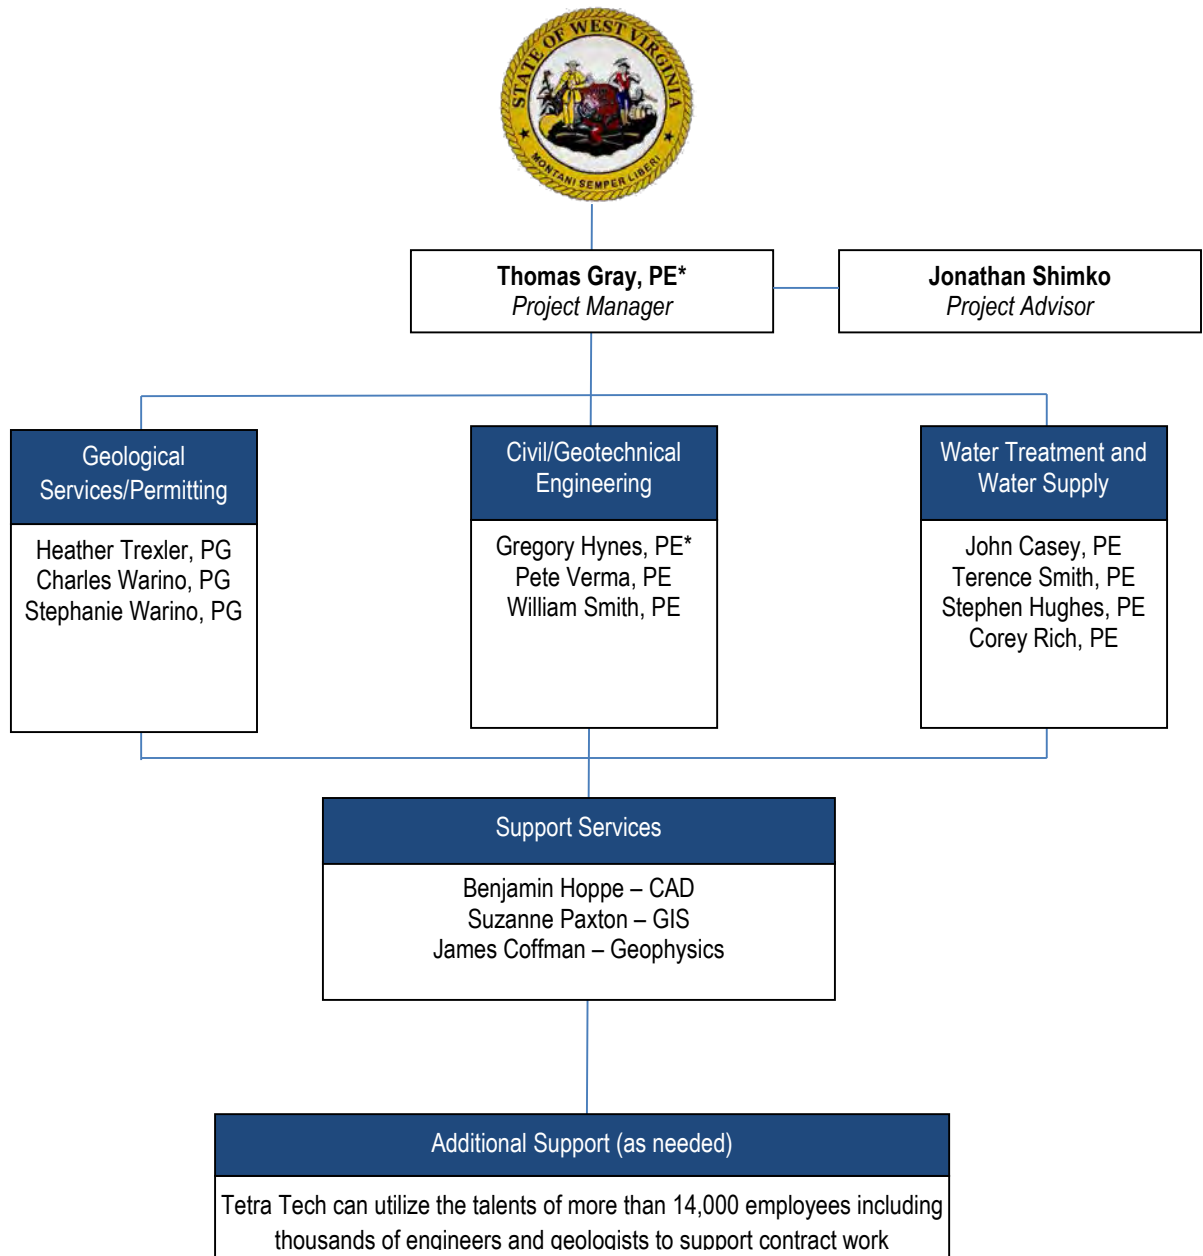 STATE OF WEST VIRGINIA
MONTANI SEMPER LIBERI
Thomas Gray, PE*
Project Manager
Jonathan Shimko
Project Advisor
Geological
Services/Permitting
Heather Trexler, PG
Charles Warino, PG
Stephanie Warino, PG
Civil/Geotechnical
Engineering
Gregory Hynes, PE*
Pete Verma, PE
William Smith, PE
Water Treatment and
Water Supply
John Casey, PE
Terence Smith, PE
Stephen Hughes, PE
Corey Rich, PE
Support Services
Benjamin Hoppe – CAD
Suzanne Paxton – GIS
James Coffman – Geophysics
Additional Support (as needed)
Tetra Tech can utilize the talents of more than 14,000 employees including
thousands of engineers and geologists to support contract work